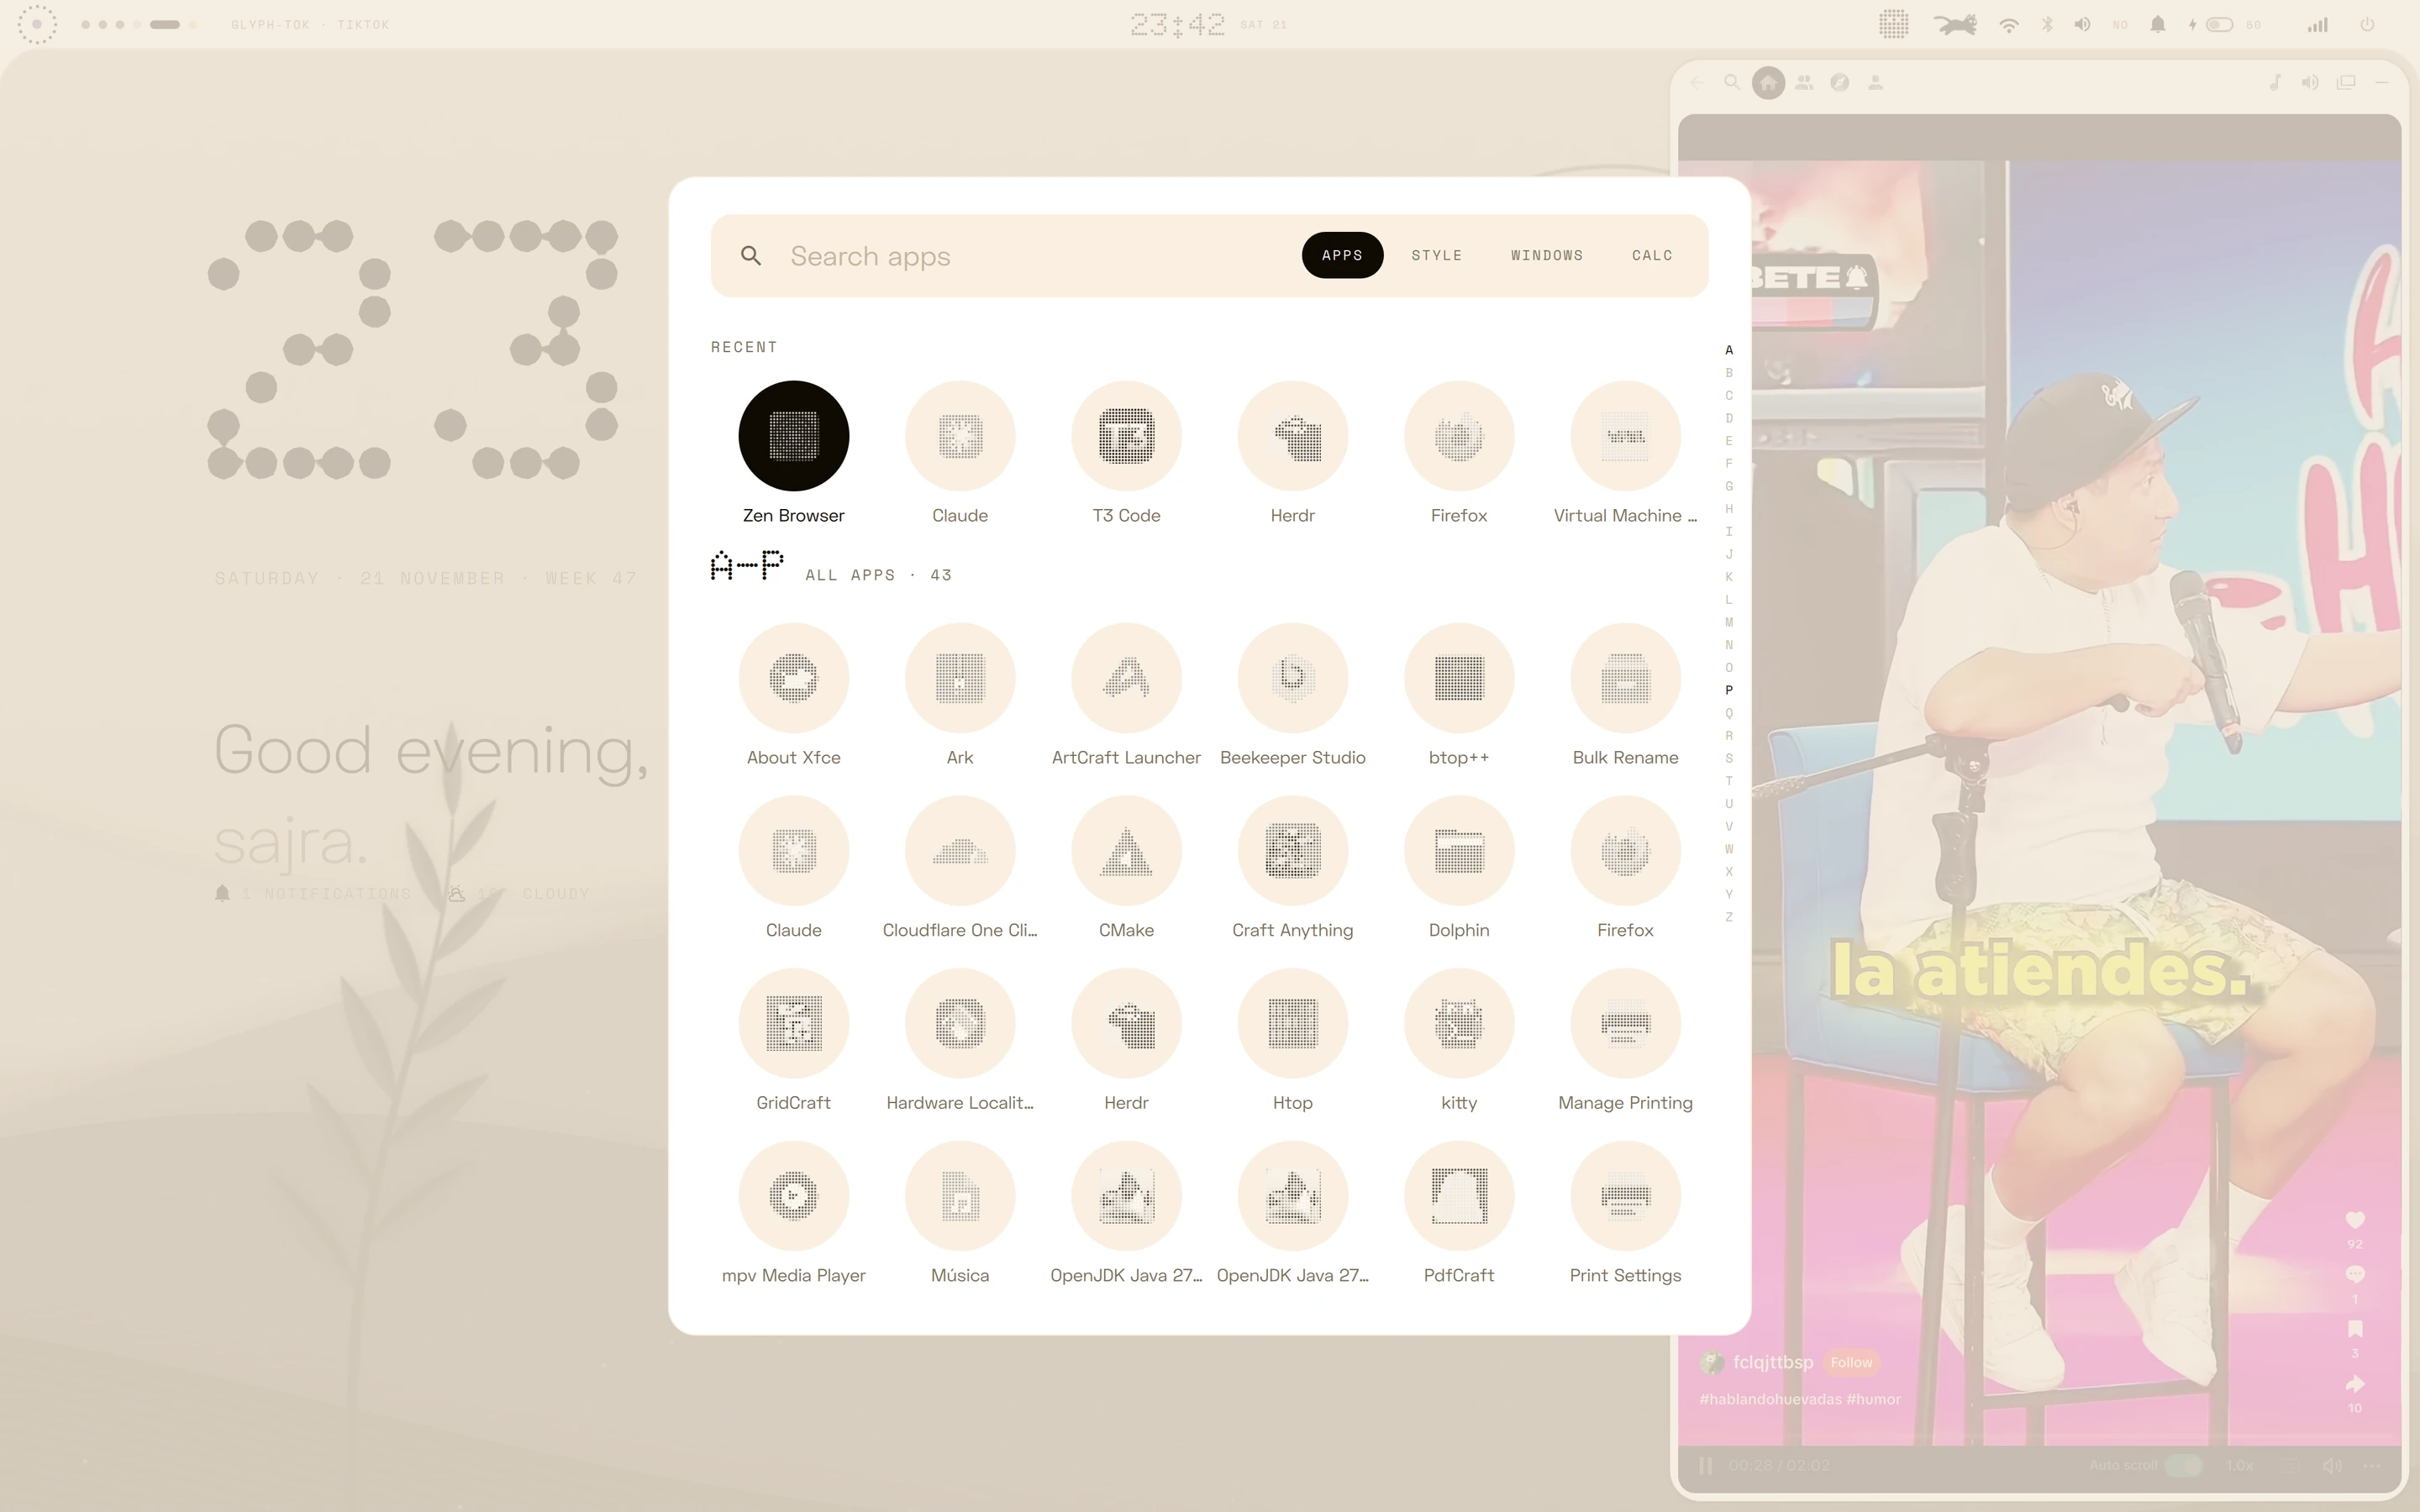 GLYPH-TOK · TIKTOK
23:42 SAT 21
NO
50
23
SATURDAY · 21 NOVEMBER · WEEK 47
Good evening,
sajra.
1 NOTIFICATIONS
CLOUDY
Search apps
APPS STYLE WINDOWS CALC
RECENT
Zen Browser Claude T3 Code Herdr Firefox Virtual Machine ...
A–P ALL APPS · 43
About Xfce Ark ArtCraft Launcher Beekeeper Studio btop++ Bulk Rename
Claude Cloudflare One Cli... CMake Craft Anything Dolphin Firefox
GridCraft Hardware Localit... Herdr Htop kitty Manage Printing
mpv Media Player Música OpenJDK Java 27... OpenJDK Java 27... PdfCraft Print Settings
A
B
C
D
E
F
G
H
I
J
K
L
M
N
O
P
Q
R
S
T
U
V
W
X
Y
Z
T3
BETE
la atiendes.
92
1
3
10
fclqjttbsp Follow
#hablandohuevadas #humor
00:28 / 02:02
Auto scroll 1.0x